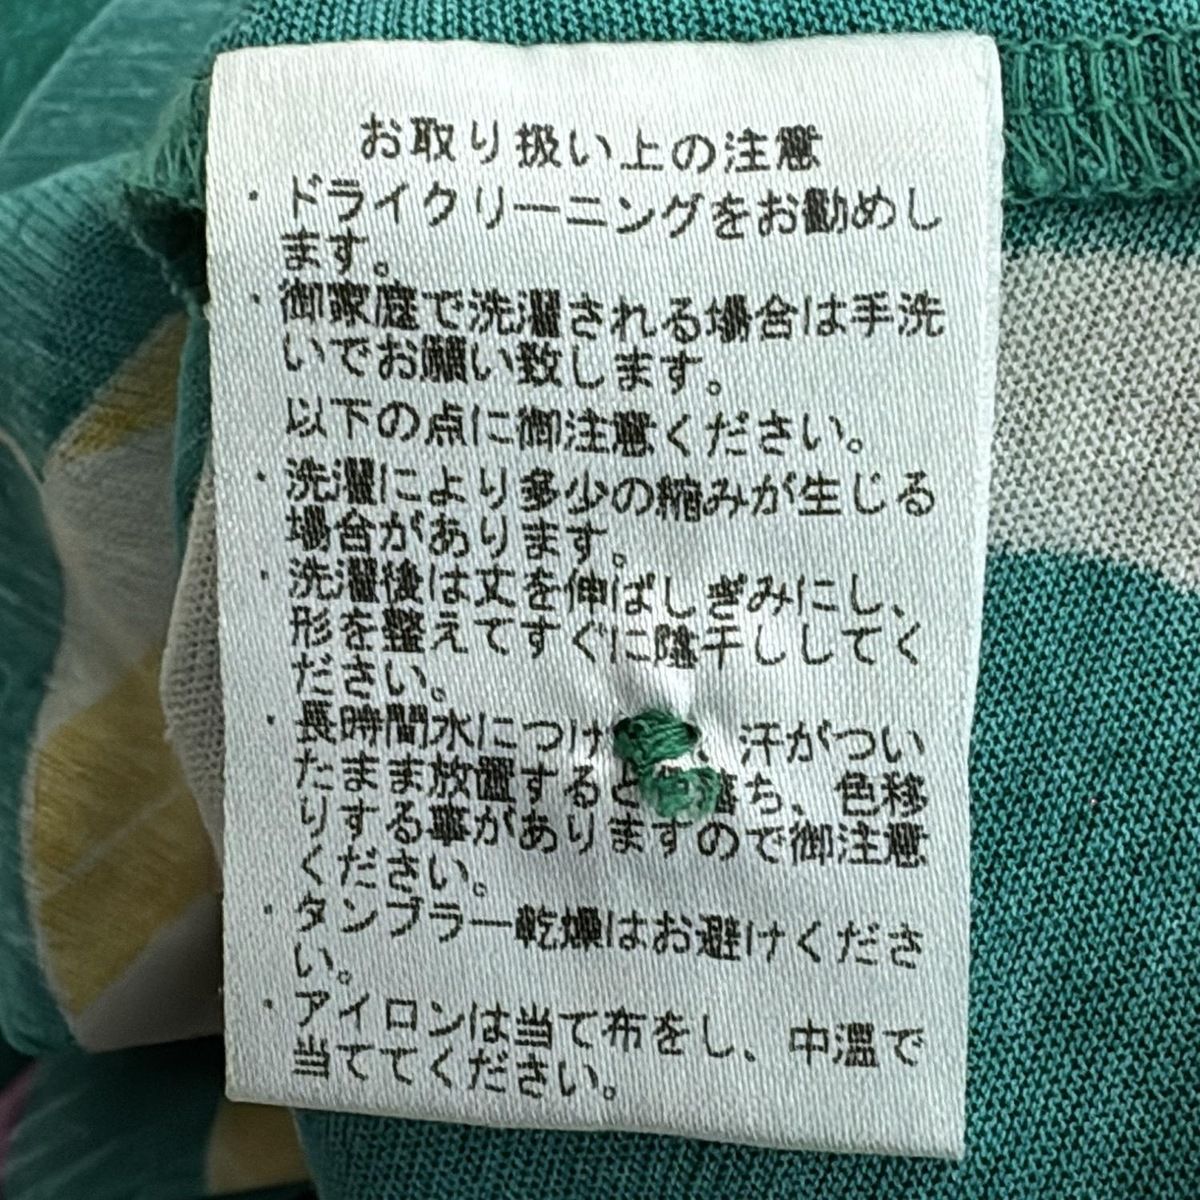 お取り扱い上の注意
・ドライクリーニングをお勧めし
ます。
・御家庭で洗濯される場合は手洗
いでお願い致します。
以下の点に御注意ください。
・洗濯により多少の縮みが生じる
場合があります。
・洗濯後は丈を伸ばしぎみにし、
形を整えてすぐに陰干ししてく
ださい。
・長時間水につけ 、汗がつい
たまま放置すると 落ち、色移
りする事がありますので御注意
ください。
・タンブラー乾燥はお避けくださ
い。
・アイロンは当て布をし、中温で
当ててください。